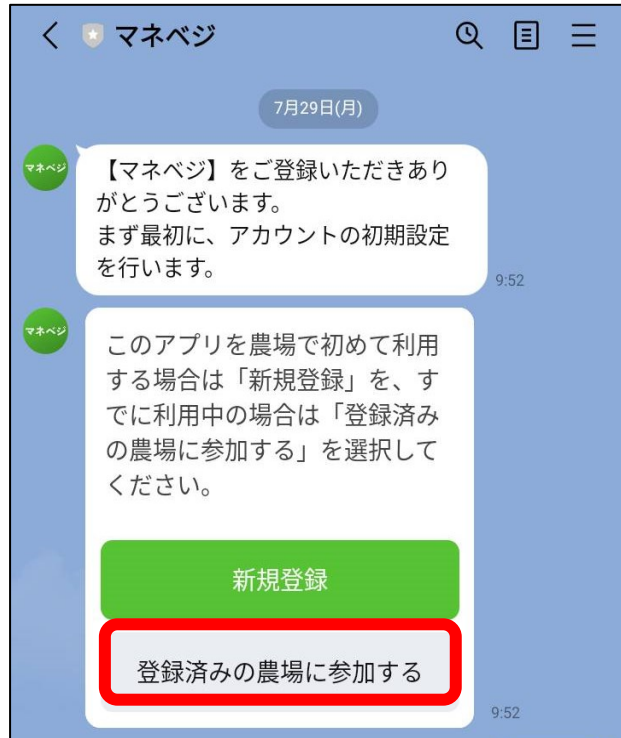 マネベジ
7月29日(月)
マネベジ
【マネベジ】をご登録いただきあり
がとうございます。
まず最初に、アカウントの初期設定
を行います。
9:52
マネベジ
このアプリを農場で初めて利用
する場合は「新規登録」を、す
でに利用中の場合は「登録済み
の農場に参加する」を選択して
ください。
新規登録
登録済みの農場に参加する
9:52